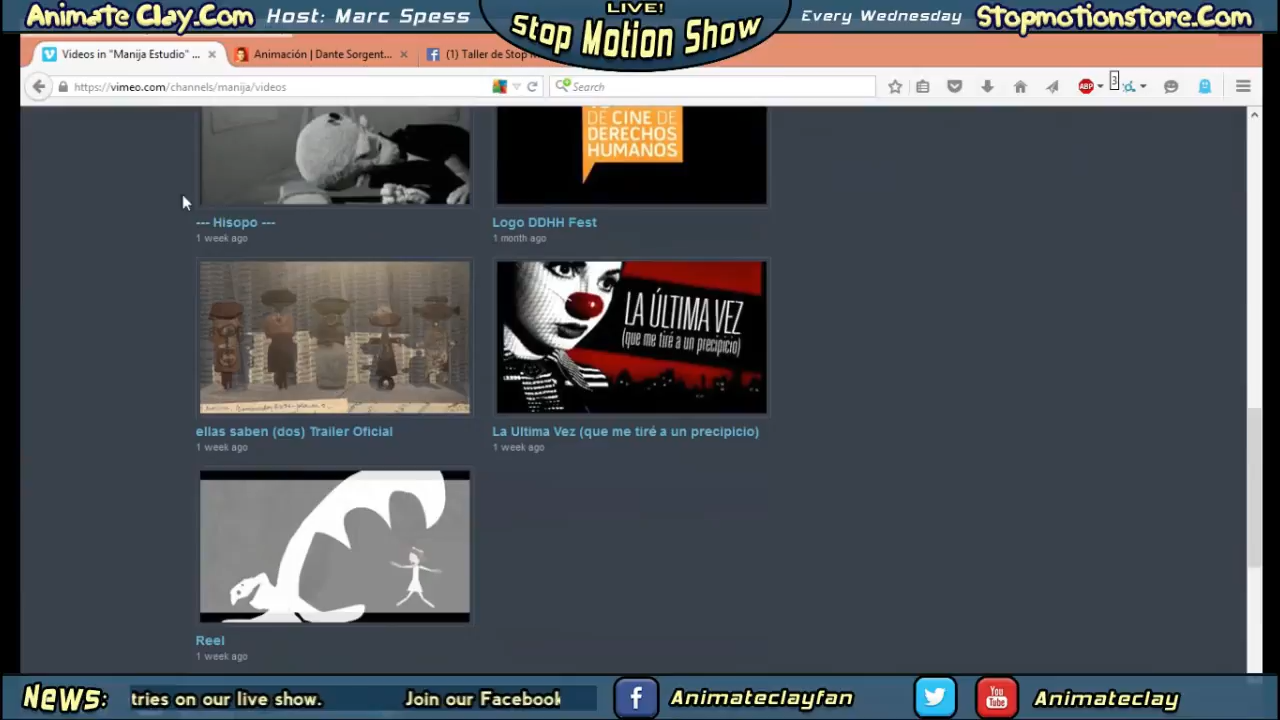 Animate Clay.Com
Host: Marc Spess
LIVE!
Stop Motion Show
Every Wednesday
Stopmotionstore.Com
Videos in "Manija Estudio" ...
Animación | Dante Sorgent...
(1) Taller de Stop
https://vimeo.com/channels/manija/videos
Search
ABP
3
DE CINE DE
DERECHOS
HUMANOS
--- Hisopo ---
1 week ago
Logo DDHH Fest
1 month ago
LA ÚLTIMA VEZ
(que me tiré a un precipicio)
ellas saben (dos) Trailer Oficial
1 week ago
La Ultima Vez (que me tiré a un precipicio)
1 week ago
Reel
1 week ago
News:
tries on our live show.
Join our Facebook
Animateclayfan
You
Tube
Animateclay